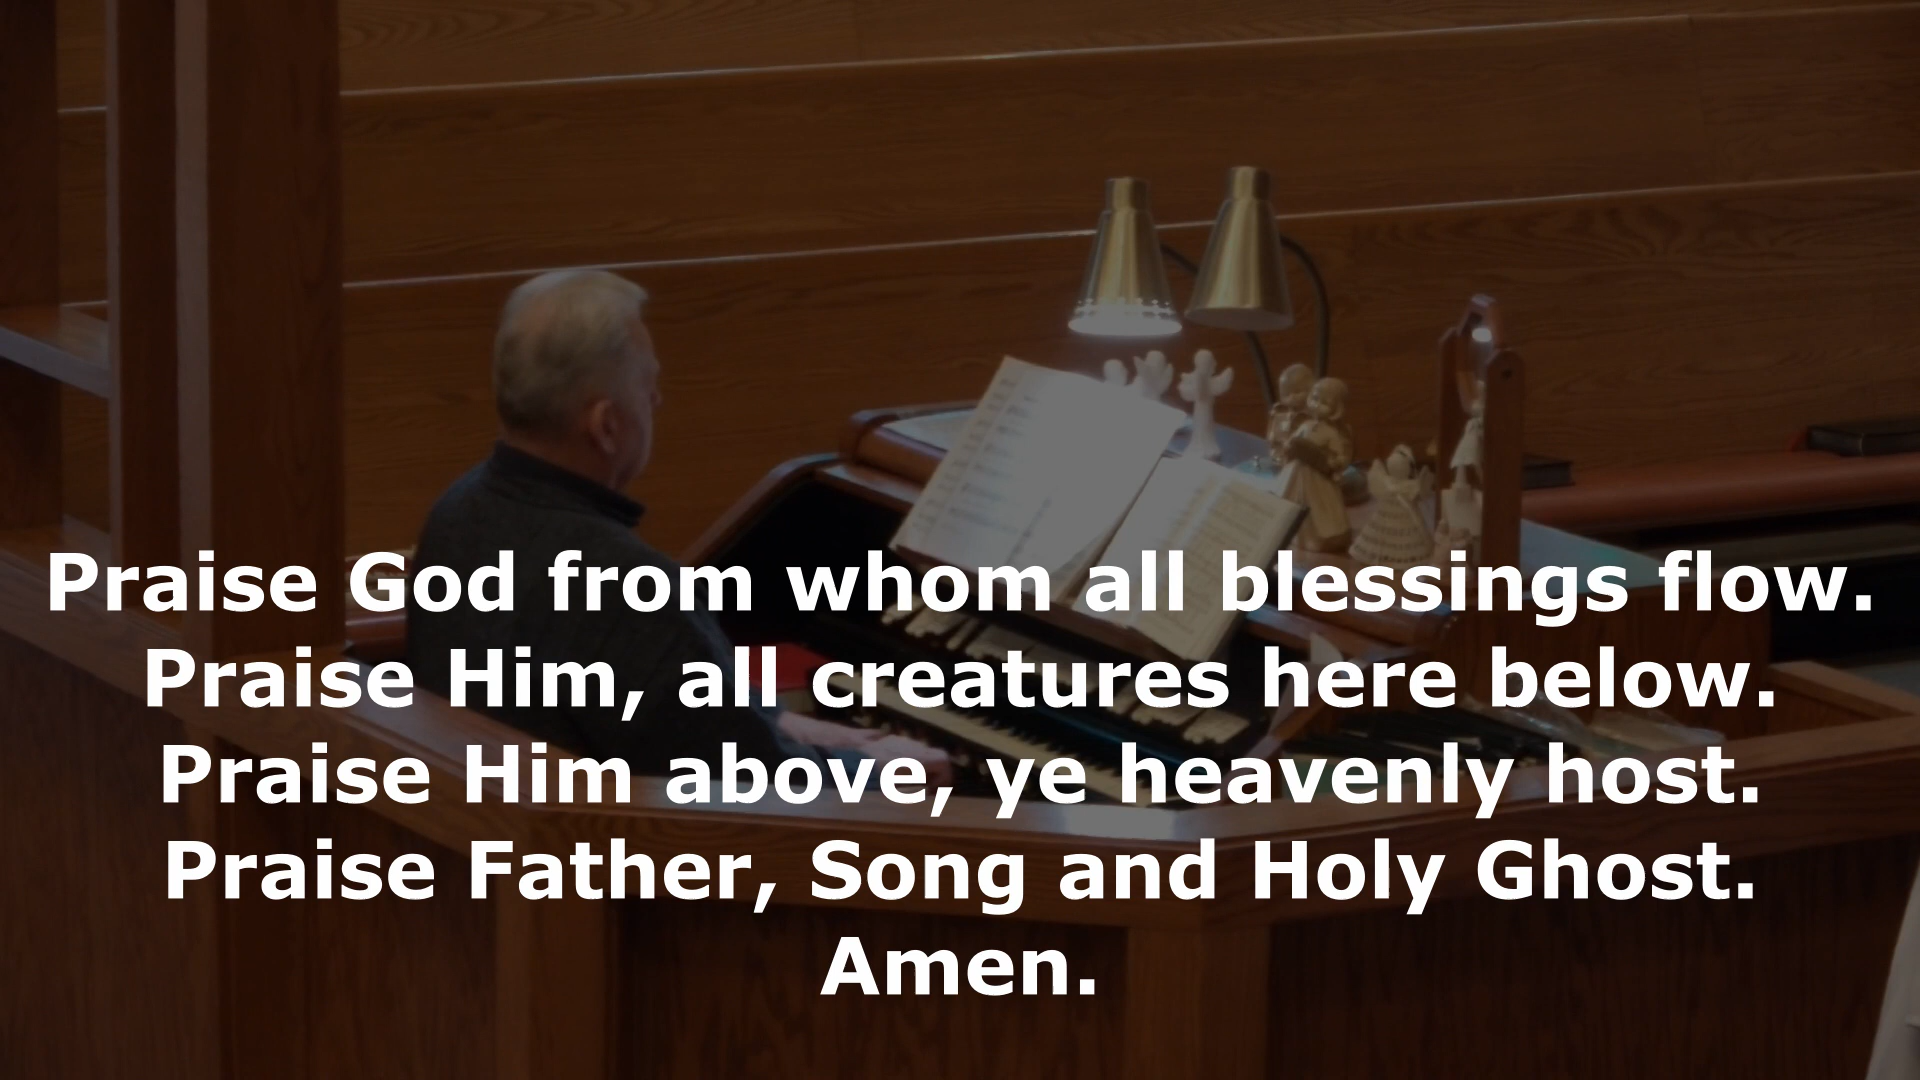 Praise God from whom all blessings flow.
Praise Him, all creatures here below.
Praise Him above, ye heavenly host.
Praise Father, Song and Holy Ghost.
Amen.